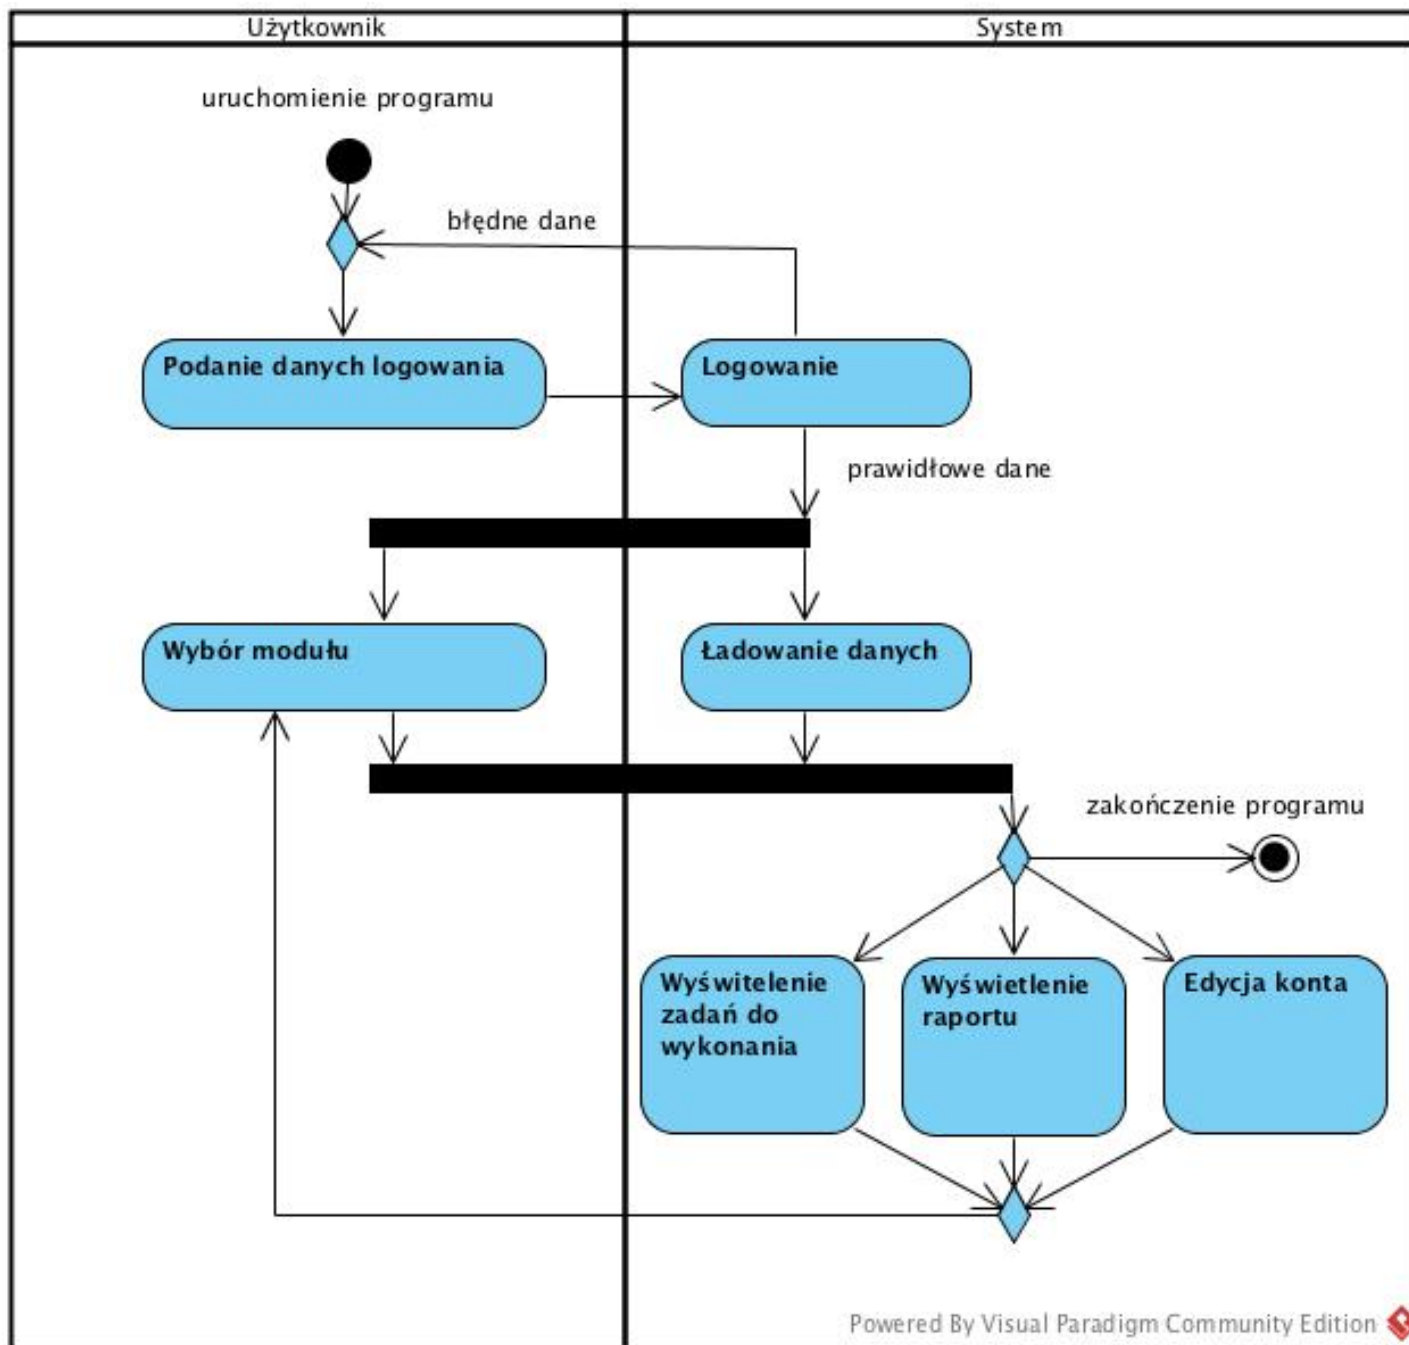 Użytkownik
System
uruchomienie programu
błędne dane
Podanie danych logowania
Logowanie
prawidłowe dane
Wybór modułu
Ładowanie danych
zakończenie programu
Wyświtelenie
zadań do
wykonania
Wyświetlenie
raportu
Edycja konta
Powered By Visual Paradigm Community Edition